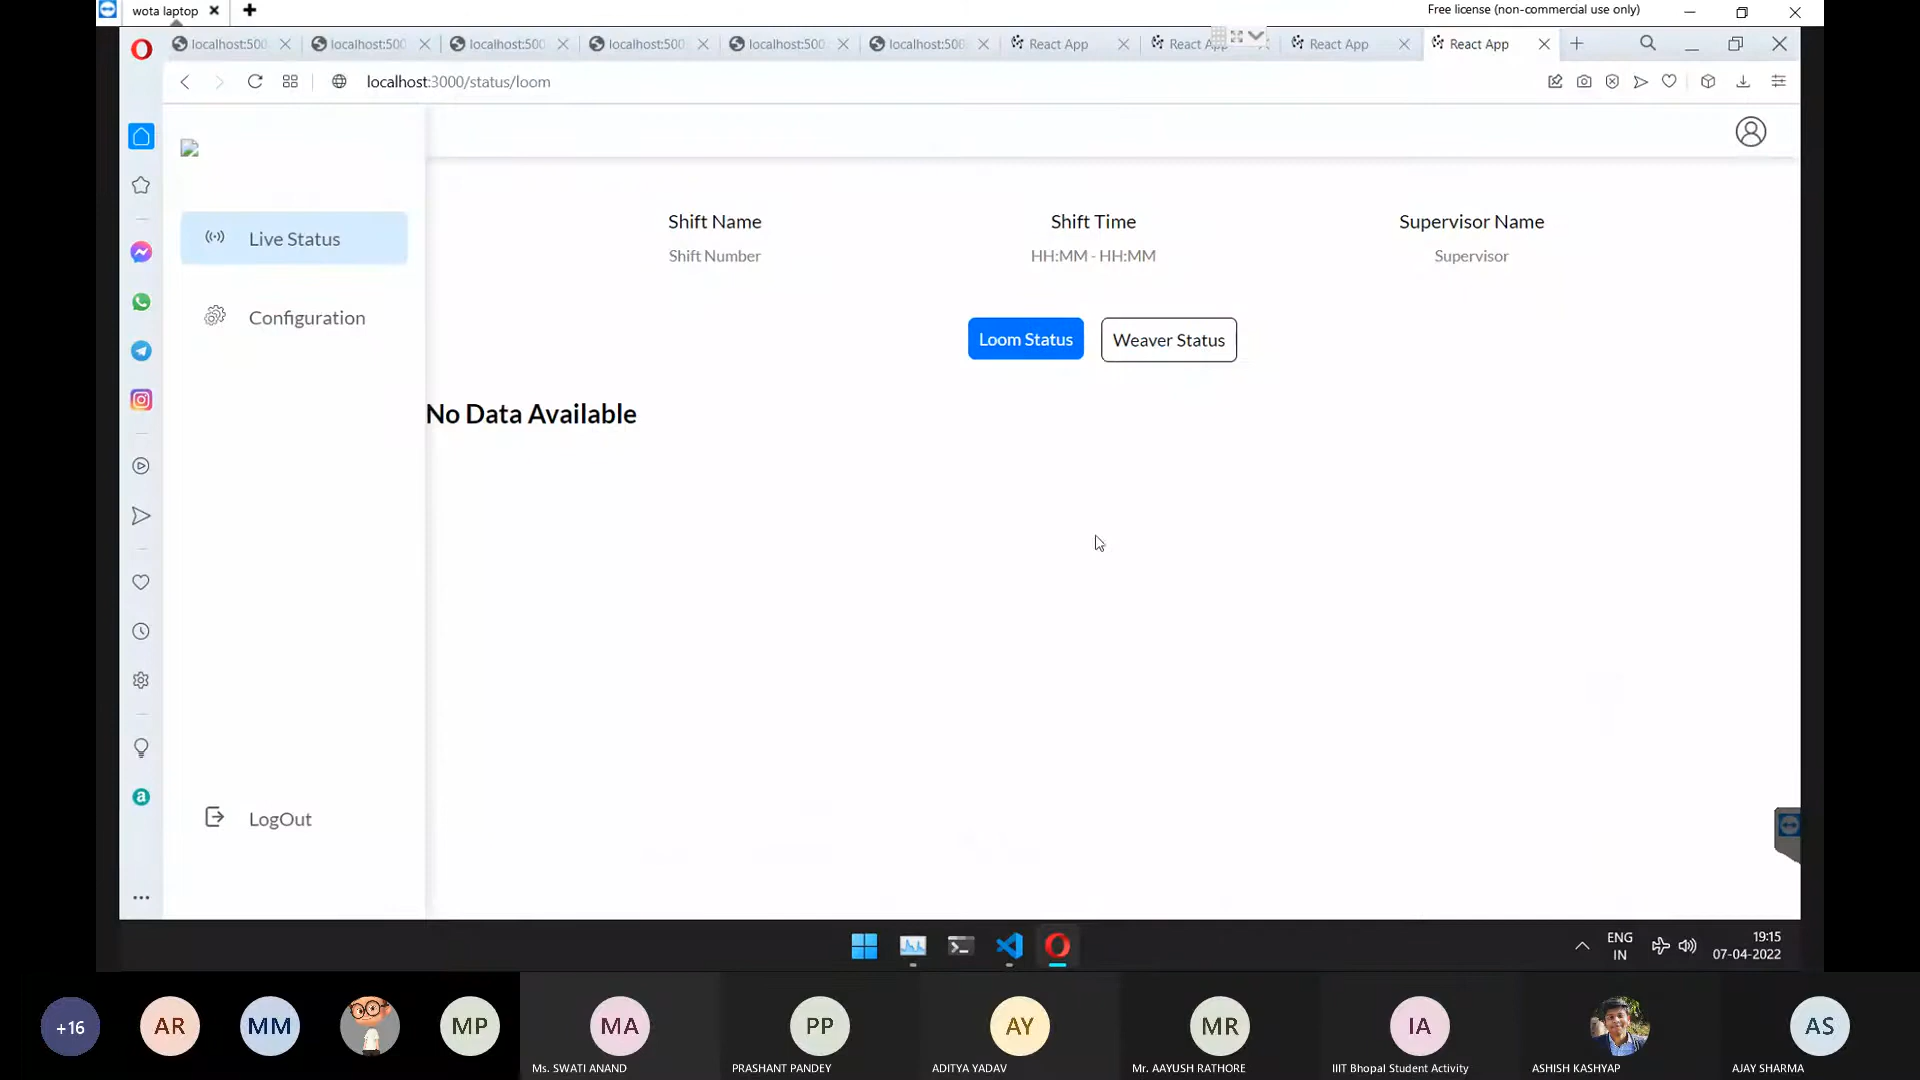 wota laptop
Free license (non-commercial use only)
localhost:500
localhost:500
localhost:500
localhost:500
localhost:500
localhost:500
React App
React App
React App
React App
localhost:3000/status/loom
Live Status
Configuration
LogOut
Shift Name
Shift Number
Shift Time
HH:MM - HH:MM
Supervisor Name
Supervisor
Loom Status
Weaver Status
No Data Available
a
ENG
IN
19:15
07-04-2022
+16
AR
MM
MP
MA
Ms. SWATI ANAND
PP
PRASHANT PANDEY
AY
ADITYA YADAV
MR
Mr. AAYUSH RATHORE
IA
IIIT Bhopal Student Activity
ASHISH KASHYAP
AS
AJAY SHARMA